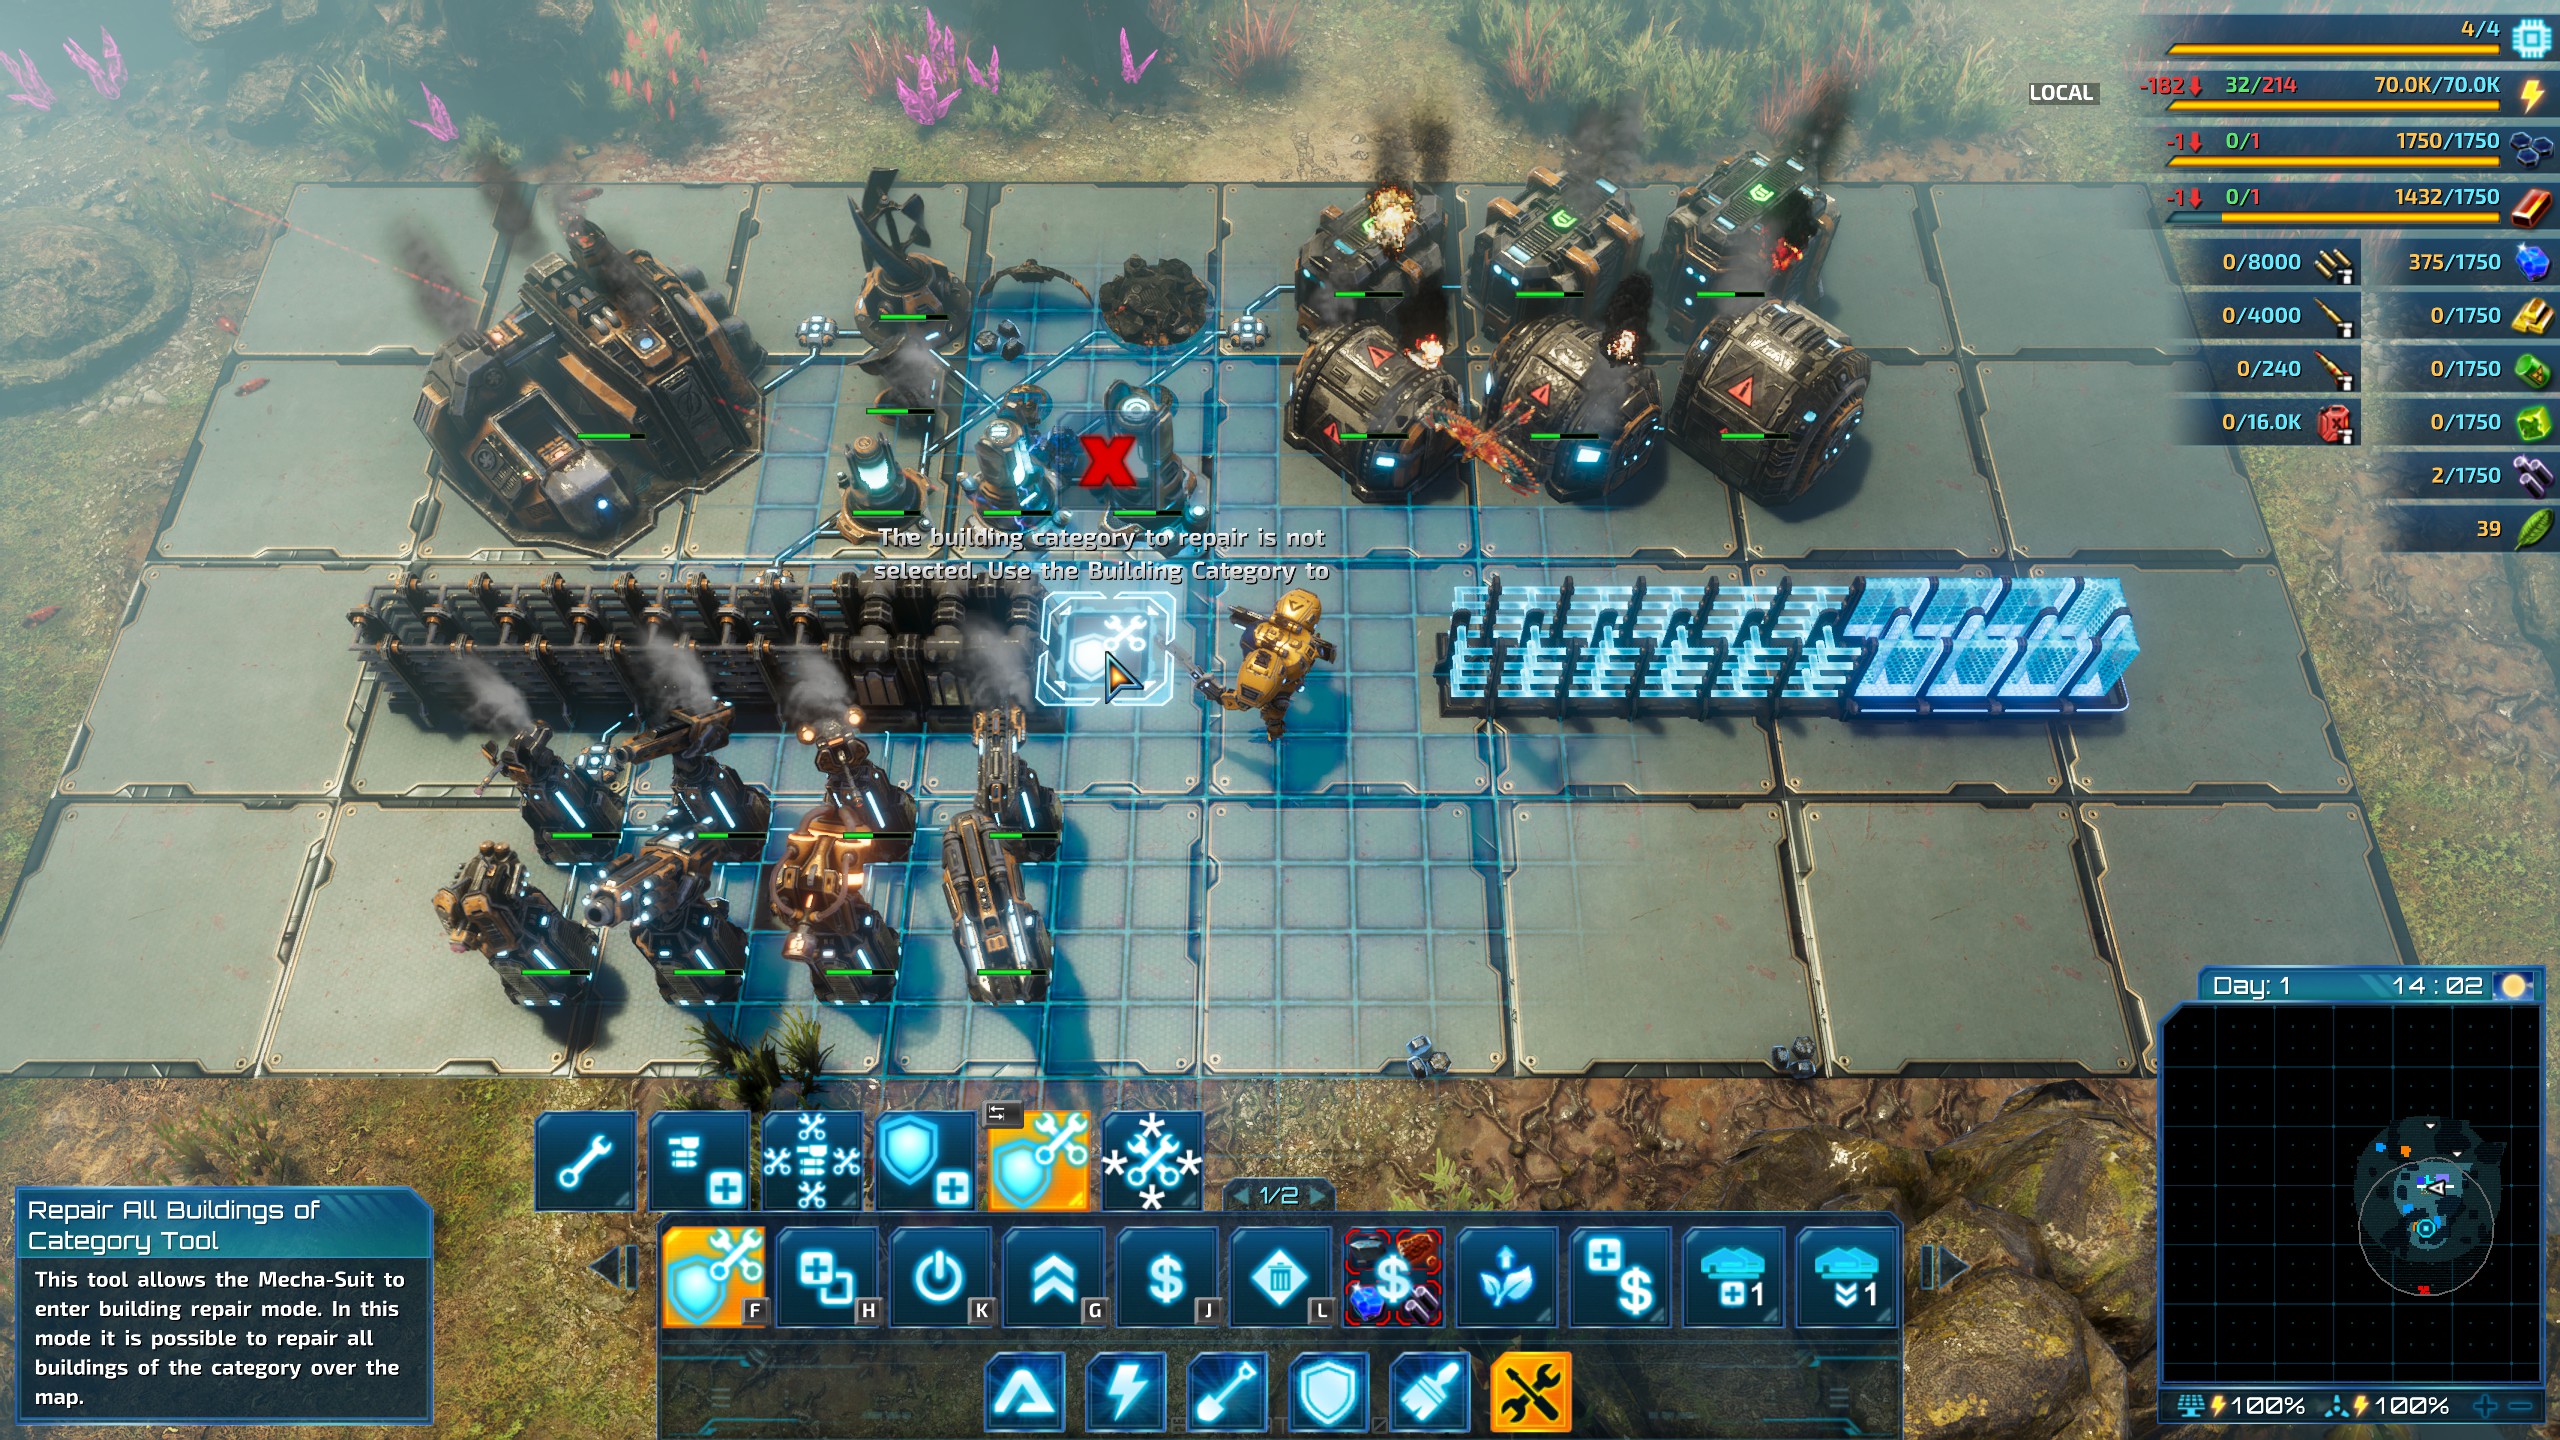 4/4
LOCAL
-182 32/214 70.0K/70.0K
-1 0/1 1750/1750
-1 0/1 1432/1750
0/8000 375/1750
0/4000 0/1750
0/240 0/1750
0/16.0K 0/1750
2/1750
39
X
The building category to repair is not
selected. Use the Building Category to
Day: 1 14:02
1/2
Repair All Buildings of
Category Tool
This tool allows the Mecha-Suit to
enter building repair mode. In this
mode it is possible to repair all
buildings of the category over the
map.
F H K G J L
1 1
100% 100%